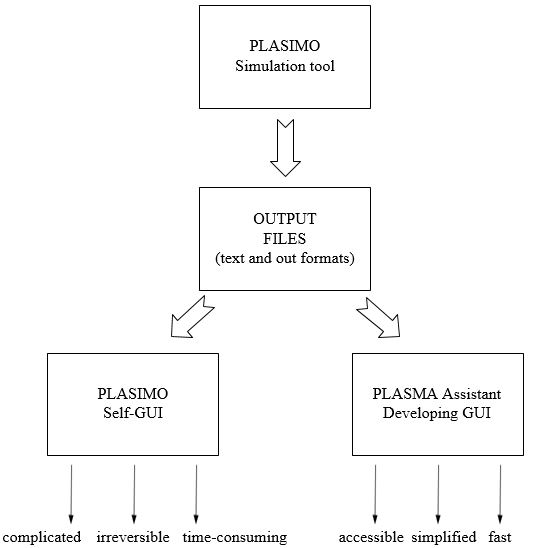 PLASIMO
Simulation tool
OUTPUT
FILES
(text and out formats)
PLASIMO
Self-GUI
PLASMA Assistant
Developing GUI
complicated irreversible time-consuming
accessible simplified fast